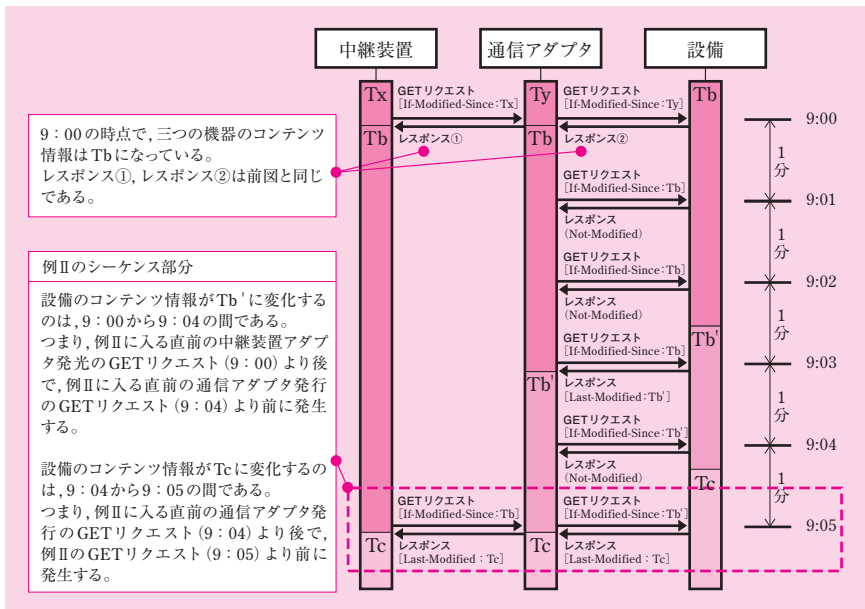 中継装置
通信アダプタ
設備
Tx
GETリクエスト
[If-Modified-Since:Tx]
Ty
GETリクエスト
[If-Modified-Since:Ty]
Tb
9:00
Tb
レスポンス①
Tb
レスポンス②
9：00の時点で，三つの機器のコンテンツ
情報はTbになっている。
レスポンス①，レスポンス②は前図と同じ
である。
1分
GETリクエスト
[If-Modified-Since:Tb]
9:01
レスポンス
(Not-Modified)
1分
GETリクエスト
[If-Modified-Since:Tb]
9:02
レスポンス
(Not-Modified)
1分
例Ⅱのシーケンス部分
設備のコンテンツ情報がTb'に変化する
のは，9：00から9：04の間である。
つまり，例Ⅱに入る直前の中継装置アダプ
タ発光のGETリクエスト（9：00）より後
で，例Ⅱに入る直前の通信アダプタ発行
のGETリクエスト（9：04）より前に発生
する。
設備のコンテンツ情報がTcに変化するの
は，9：04から9：05の間である。
つまり，例Ⅱに入る直前の通信アダプタ発
行のGETリクエスト（9：04）より後で，
例ⅡのGETリクエスト（9：05）より前に
発生する。
Tb'
GETリクエスト
[If-Modified-Since:Tb]
9:03
Tb'
レスポンス
[Last-Modified:Tb']
1分
GETリクエスト
[If-Modified-Since:Tb']
9:04
レスポンス
(Not-Modified)
Tc
1分
GETリクエスト
[If-Modified-Since:Tb]
GETリクエスト
[If-Modified-Since:Tb']
9:05
Tc
レスポンス
[Last-Modified：Tc]
Tc
レスポンス
[Last-Modified：Tc]